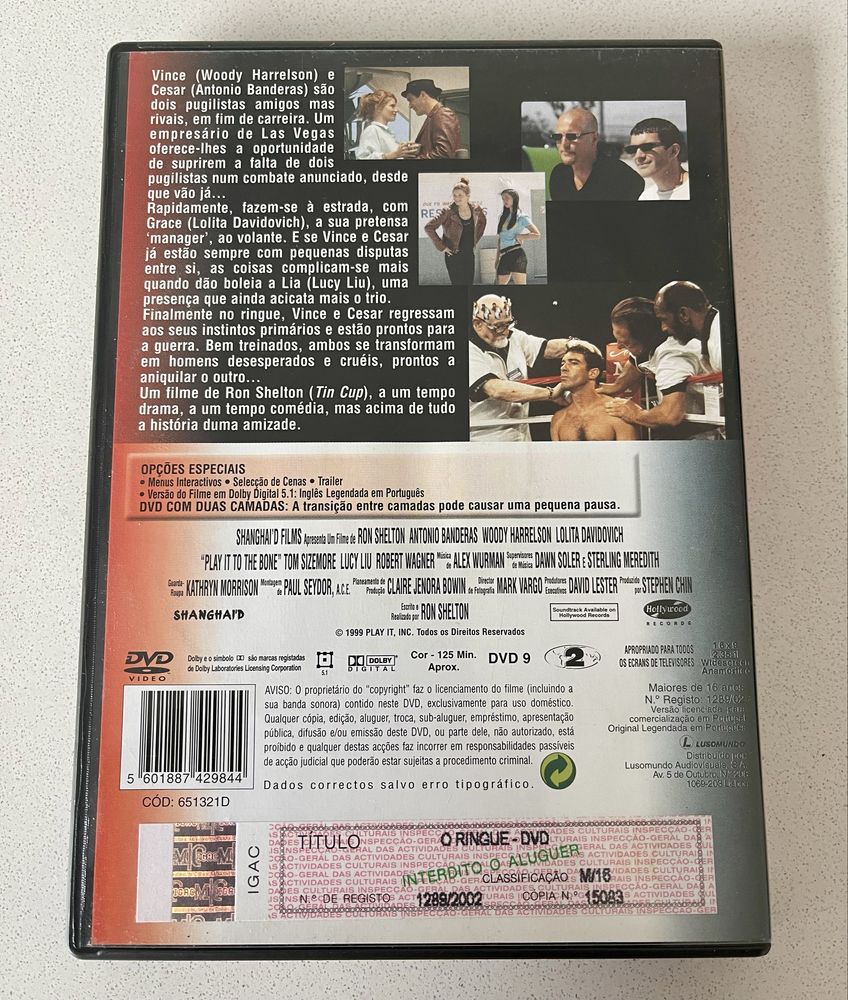 Vince (Woody Harrelson) e
Cesar (Antonio Banderas) são
dois pugilistas amigos mas
rivais, em fim de carreira. Um
empresário de Las Vegas
oferece-lhes a oportunidade
de suprirem a falta de dois
pugilistas num combate anunciado, desde
que vão já...
Rapidamente, fazem-se à estrada, com
Grace (Lolita Davidovich), a sua pretensa
'manager', ao volante. E se Vince e Cesar
já estão sempre com pequenas disputas
entre si, as coisas complicam-se mais
quando dão boleia a Lia (Lucy Liu), uma
presença que ainda acicata mais o trio.
Finalmente no ringue, Vince e Cesar regressam
aos seus instintos primários e estão prontos para
a guerra. Bem treinados, ambos se transformam
em homens desesperados e cruéis, prontos a
aniquilar o outro...
Um filme de Ron Shelton (Tin Cup), a um tempo
drama, a um tempo comédia, mas acima de tudo
a história duma amizade.
OPÇÕES ESPECIAIS
• Menus Interactivos • Selecção de Cenas • Trailer
• Versão do Filme em Dolby Digital 5.1: Inglês Legendada em Português
DVD COM DUAS CAMADAS: A transição entre camadas pode causar uma pequena pausa.
SHANGHAI'D FILMS Apresenta Um Filme de RON SHELTON ANTONIO BANDERAS WOODY HARRELSON LOLITA DAVIDOVICH
"PLAY IT TO THE BONE" TOM SIZEMORE LUCY LIU ROBERT WAGNER Música de ALEX WURMAN Supervisores de Música DAWN SOLER E STERLING MEREDITH
Guarda-Roupa KATHRYN MORRISON Montagem de PAUL SEYDOR, A.C.E. Planeamento de Produção CLAIRE JENORA BOWIN Director de Fotografia MARK VARGO Produtores Executivos DAVID LESTER Produzido por STEPHEN CHIN
Escrito e Realizado por RON SHELTON
SHANGHAI'D
Soundtrack Available on
Hollywood Records
Hollywood
RECORDS
© 1999 PLAY IT, INC. Todos os Direitos Reservados
DVD
VIDEO
Dolby e o símbolo DD são marcas registadas
de Dolby Laboratories Licensing Corporation
5.1
DOLBY
DIGITAL
Cor - 125 Min.
Aprox.
DVD 9
2
APROPRIADO PARA TODOS
OS ECRANS DE TELEVISORES
Widescreen
Anamórfico
AVISO: O proprietário do "copyright" faz o licenciamento do filme (incluindo a
sua banda sonora) contido neste DVD, exclusivamente para uso doméstico.
Qualquer cópia, edição, aluguer, troca, sub-aluguer, empréstimo, apresentação
pública, difusão e/ou emissão deste DVD, ou parte dele, não autorizado, está
proibido e qualquer destas acções faz incorrer em responsabilidades passíveis
de acção judicial que poderão estar sujeitas a procedimento criminal.
Dados correctos salvo erro tipográfico.
Maiores de 16 anos
N.º Registo: 1289/02
Versão licenciada para
comercialização em Portugal
Original Legendada em Português
LUSOMUNDO
Distribuído por
Lusomundo Audiovisuais, S.A.
Av. 5 de Outubro, Nº 208
1069-203 Lisboa
5 601887 429844
CÓD: 651321D
IGAC
TÍTULO O RINGUE - DVD
INTERDITO O ALUGUER
CLASSIFICAÇÃO M/16
N.º DE REGISTO 1289/2002 CÓPIA N.º 15083